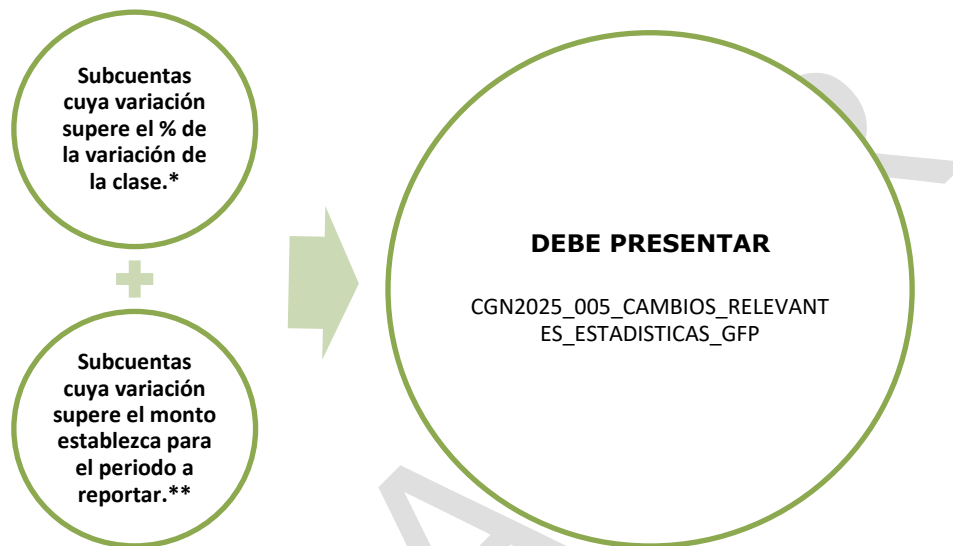 Subcuentas
cuya variación
supere el % de
la variación de
la clase.*
Subcuentas
cuya variación
supere el monto
establezca para
el periodo a
reportar.**
DEBE PRESENTAR
CGN2025_005_CAMBIOS_RELEVANT
ES_ESTADISTICAS_GFP